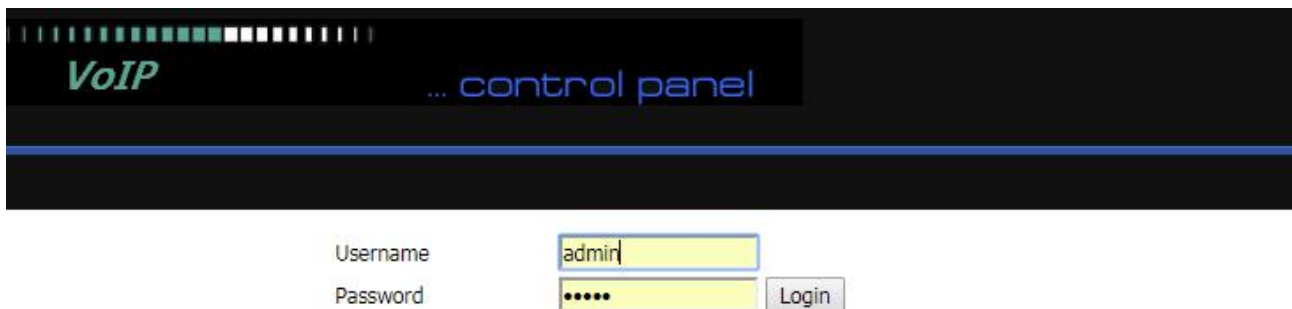 VoIP
... control panel
Username admin
Password ••••• Login